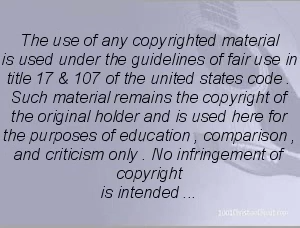 The use of any copyrighted material
is used under the guidelines of fair use in
title 17 & 107 of the united states code .
Such material remains the copyright of
the original holder and is used here for
the purposes of education , comparison ,
and criticism only . No infringement of
copyright
is intended ...